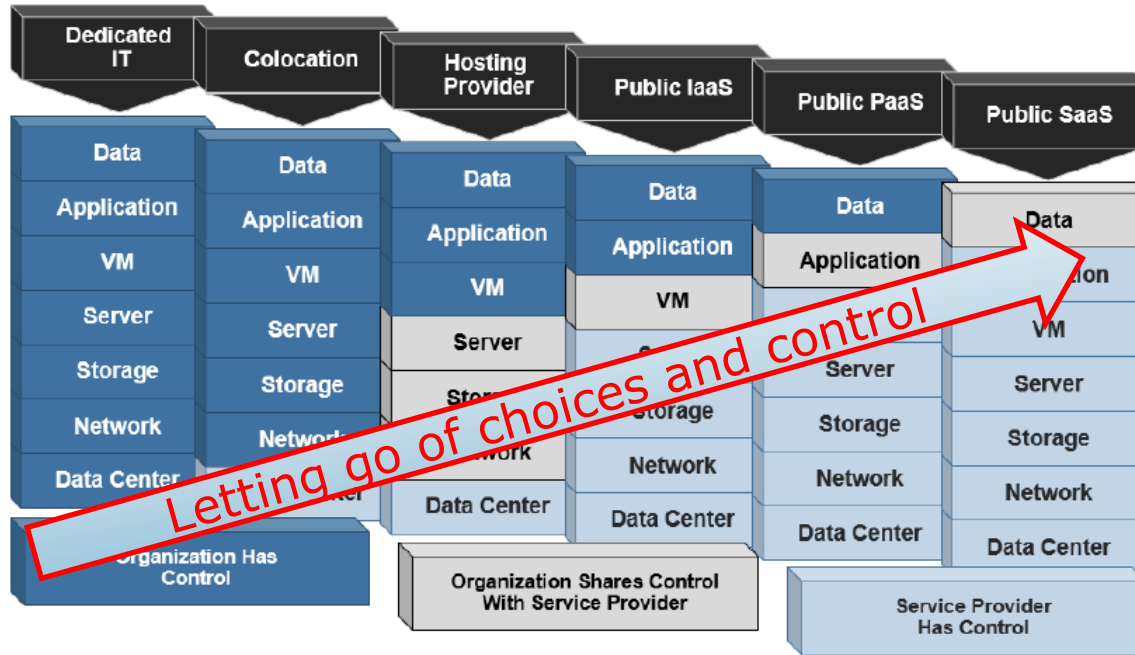 Dedicated
IT
Colocation
Hosting
Provider
Public IaaS
Public PaaS
Public SaaS
Data
Application
VM
Server
Storage
Network
Data Center
Data
Application
VM
Server
Storage
Network
Data
Application
VM
Server
Data Center
Data
Application
VM
Storage
Network
Data Center
Data
Application
Server
Storage
Network
Data Center
Data
VM
Server
Storage
Network
Data Center
Letting go of choices and control
Organization Has
Control
Organization Shares Control
With Service Provider
Service Provider
Has Control